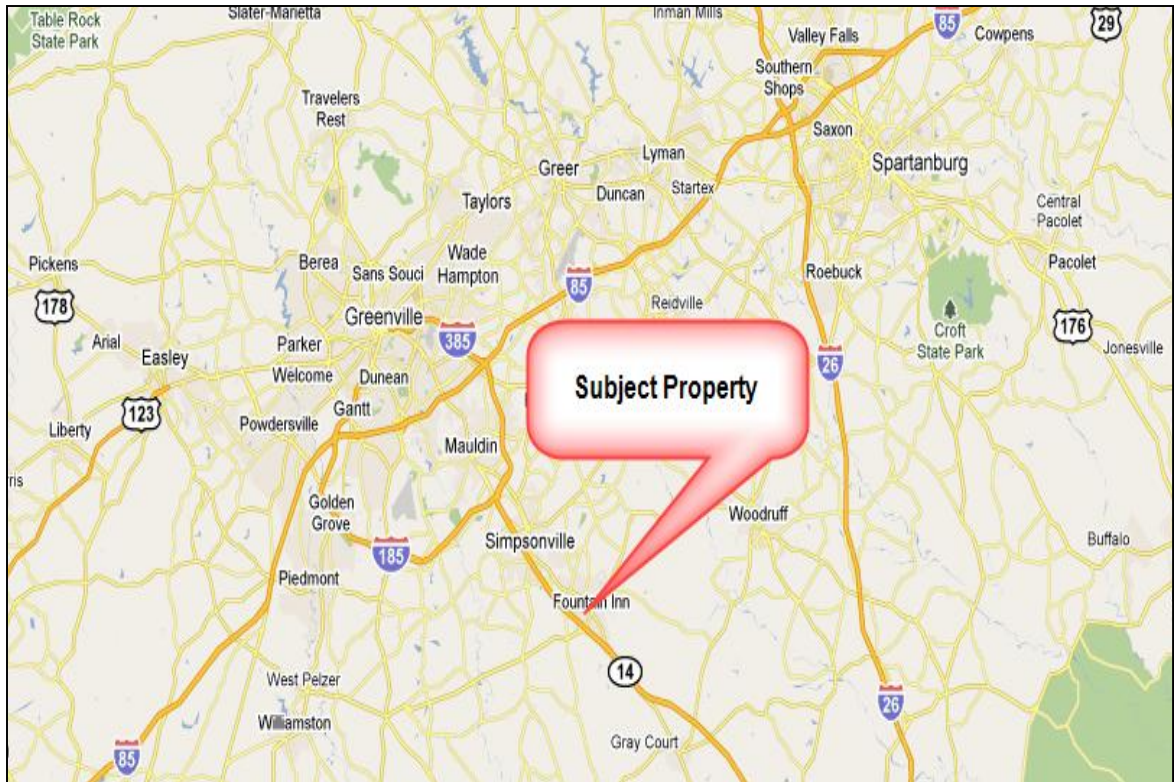 Table Rock
State Park
Slater-Marietta
Inman Mills
85
Cowpens
29
Valley Falls
Southern
Shops
Travelers
Rest
Saxon
Lyman
Greer
Spartanburg
Duncan
Startex
Taylors
Central
Pacolet
Wade
Hampton
Berea
Sans Souci
Pickens
Roebuck
Pacolet
178
85
Reidville
Greenville
385
Croft
State Park
176
Arial
Easley
Parker
Jonesville
26
Welcome
Dunean
Subject Property
123
Gantt
Powdersville
Liberty
Mauldin
ris
Golden
Grove
Woodruff
Simpsonville
185
Buffalo
Piedmont
Fountain Inn
14
West Pelzer
26
Williamston
Gray Court
85